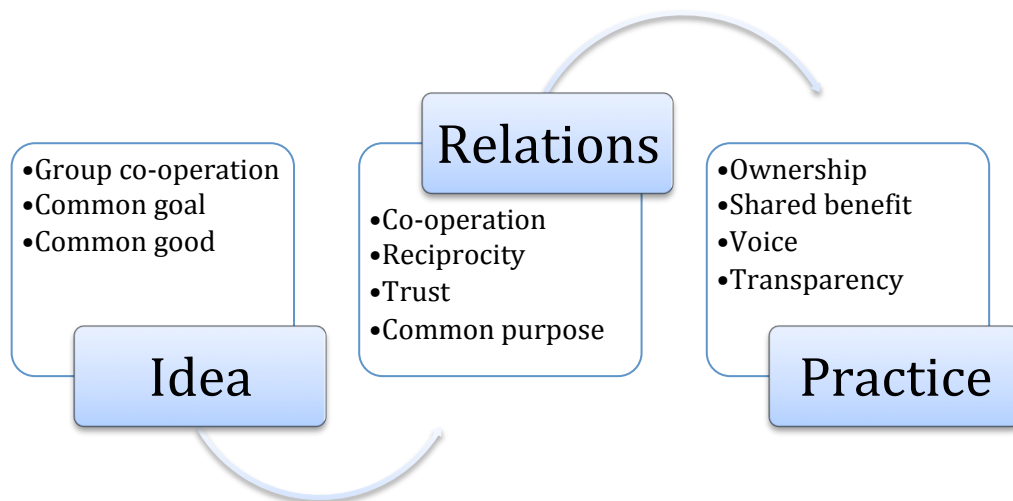 •Group co-operation
•Common goal
•Common good
Idea
Relations
•Co-operation
•Reciprocity
•Trust
•Common purpose
•Ownership
•Shared benefit
•Voice
•Transparency
Practice